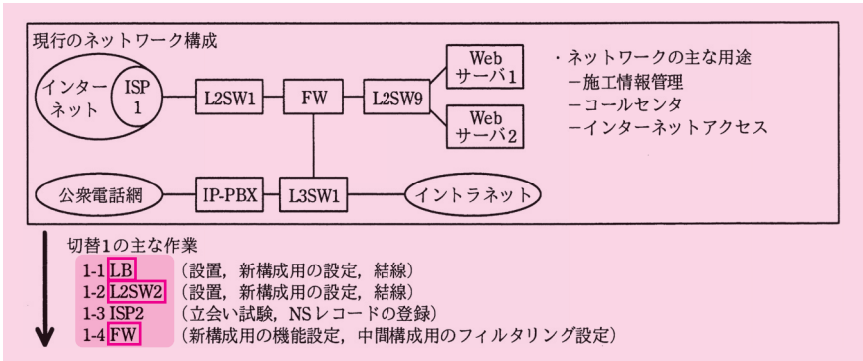 現行のネットワーク構成
インターネット
ISP
1
L2SW1
FW
L2SW9
Web
サーバ1
Web
サーバ2
・ネットワークの主な用途
－施工情報管理
－コールセンタ
－インターネットアクセス
公衆電話網
IP-PBX
L3SW1
イントラネット
切替1の主な作業
1-1 LB （設置，新構成用の設定，結線）
1-2 L2SW2 （設置，新構成用の設定，結線）
1-3 ISP2 （立会い試験，NSレコードの登録）
1-4 FW （新構成用の機能設定，中間構成用のフィルタリング設定）